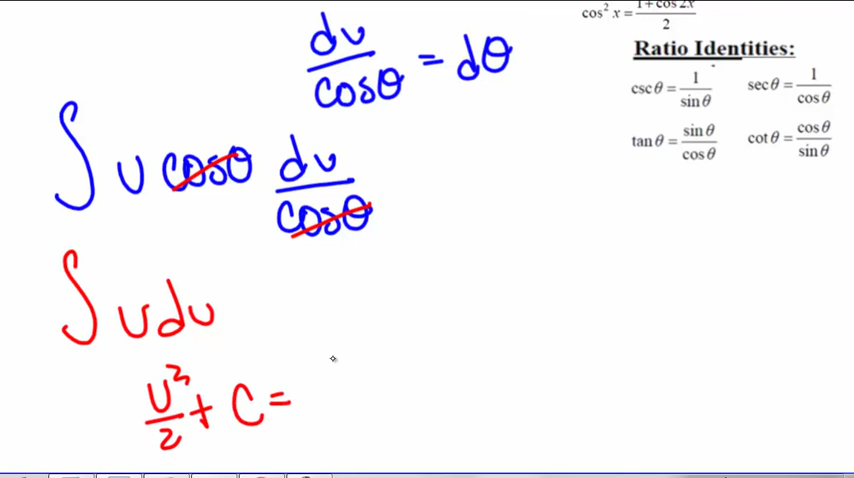 du/cosθ = dθ
∫ u cosθ du/cosθ
∫ u du
u²/2 + C =
cos² x = 1+cos 2x / 2
Ratio Identities:
cscθ = 1/sinθ secθ = 1/cosθ
tanθ = sinθ/cosθ cotθ = cosθ/sinθ